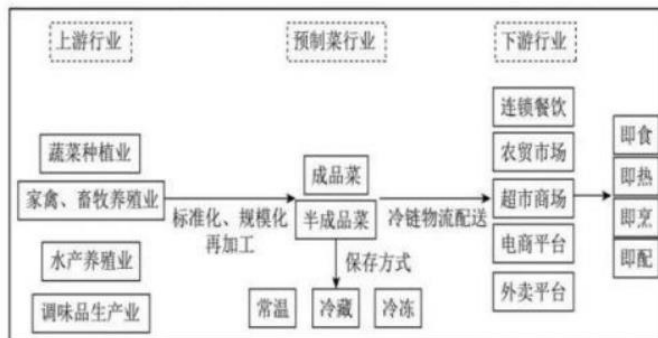 上游行业
预制菜行业
下游行业
蔬菜种植业
家禽、畜牧养殖业
水产养殖业
调味品生产业
标准化、规模化
再加工
成品菜
半成品菜
保存方式
常温
冷藏
冷冻
冷链物流配送
连锁餐饮
农贸市场
超市商场
电商平台
外卖平台
即食
即热
即烹
即配